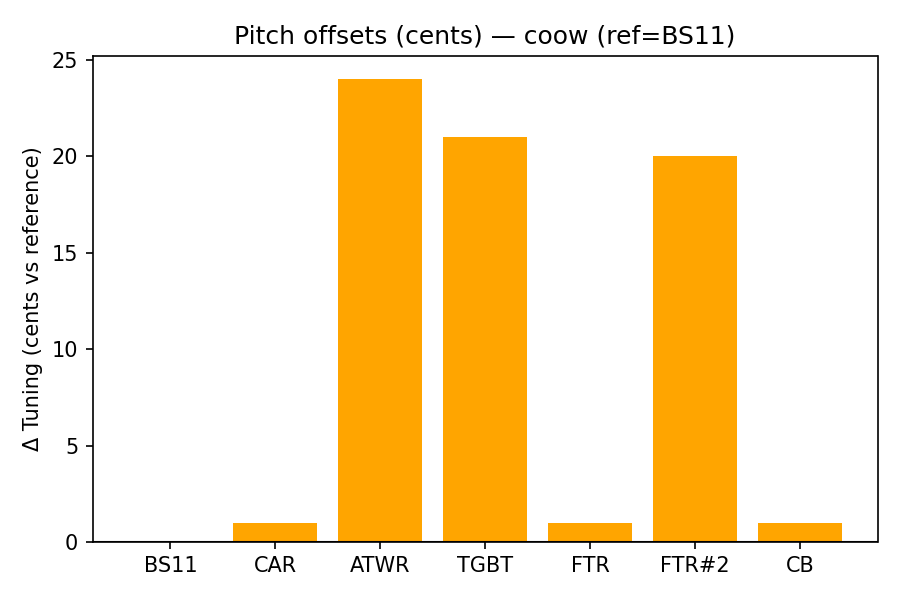 Pitch offsets (cents) — coow (ref=BS11)
Δ Tuning (cents vs reference)
25
20
15
10
5
0
BS11 CAR ATWR TGBT FTR FTR#2 CB